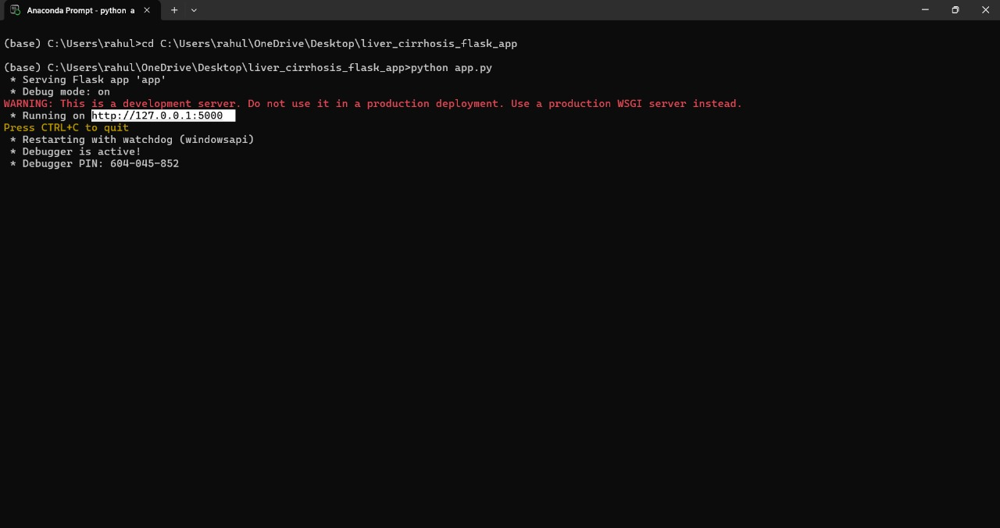 Anaconda Prompt - python a
(base) C:\Users\rahul>cd C:\Users\rahul\OneDrive\Desktop\liver_cirrhosis_flask_app
(base) C:\Users\rahul\OneDrive\Desktop\liver_cirrhosis_flask_app>python app.py
* Serving Flask app 'app'
* Debug mode: on
WARNING: This is a development server. Do not use it in a production deployment. Use a production WSGI server instead.
* Running on http://127.0.0.1:5000
Press CTRL+C to quit
* Restarting with watchdog (windowsapi)
* Debugger is active!
* Debugger PIN: 604-045-852